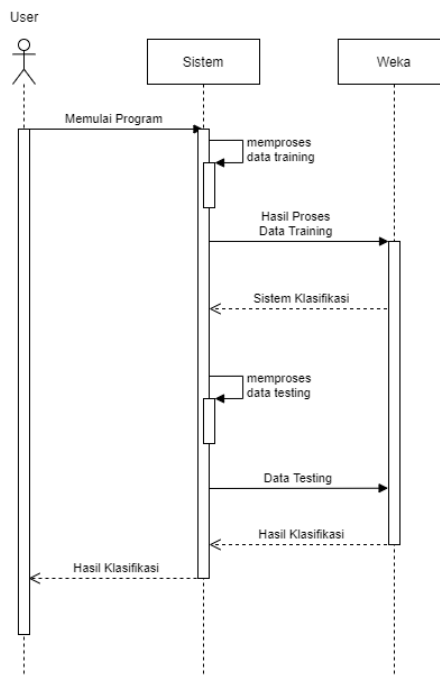 User
Sistem
Weka
Memulai Program
memproses
data training
Hasil Proses
Data Training
Sistem Klasifikasi
memproses
data testing
Data Testing
Hasil Klasifikasi
Hasil Klasifikasi